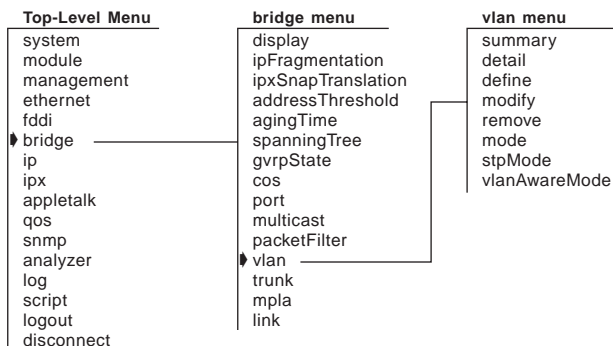 Top-Level Menu
system
module
management
ethernet
fddi
bridge
ip
ipx
appletalk
qos
snmp
analyzer
log
script
logout
disconnect
bridge menu
display
ipFragmentation
ipxSnapTranslation
addressThreshold
agingTime
spanningTree
gvrpState
cos
port
multicast
packetFilter
vlan
trunk
mpla
link
vlan menu
summary
detail
define
modify
remove
mode
stpMode
vlanAwareMode